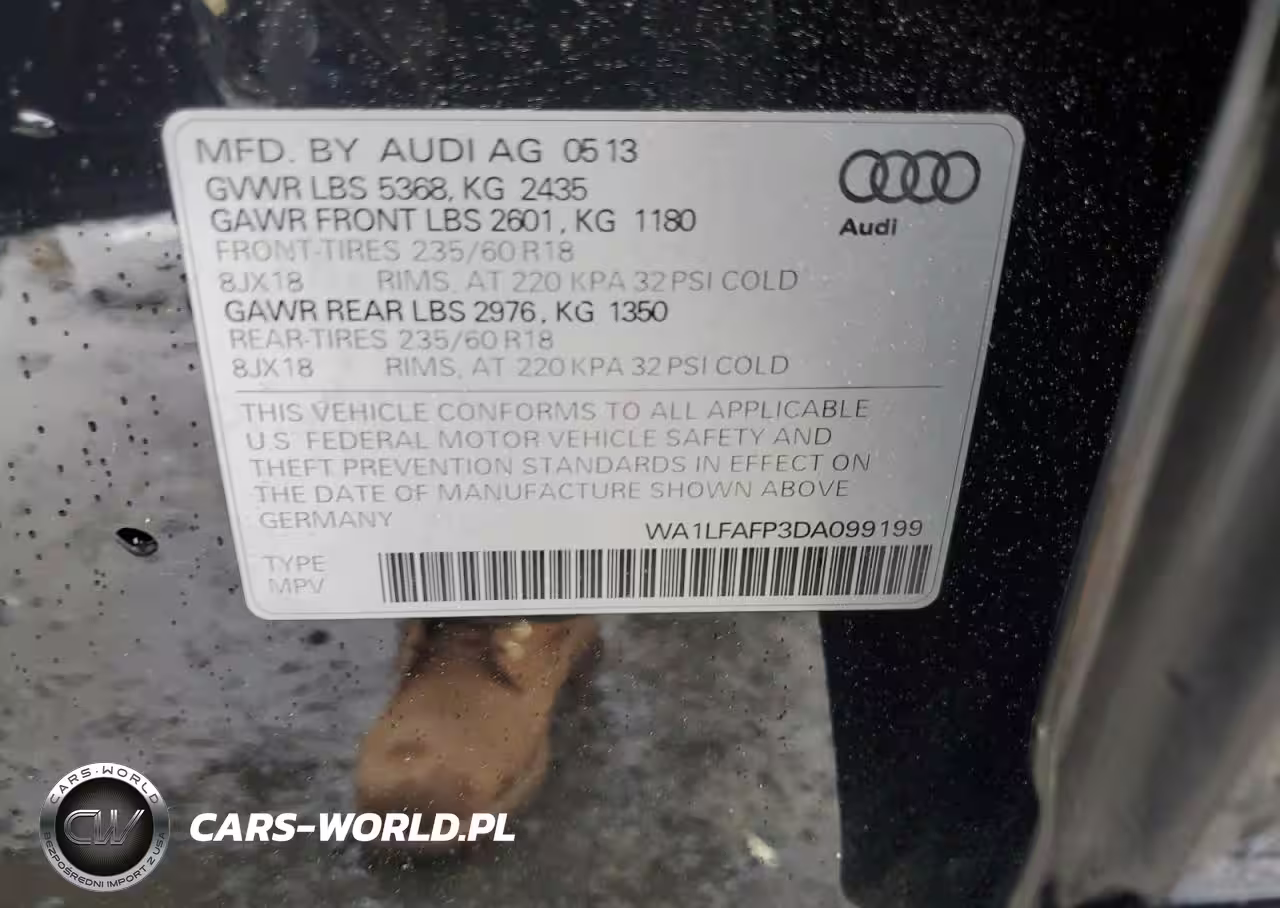 MFD. BY AUDI AG 0513
GVWR LBS 5368, KG 2435
GAWR FRONT LBS 2601, KG 1180
FRONT-TIRES 235/60 R18
8JX18 RIMS, AT 220 KPA 32 PSI COLD
GAWR REAR LBS 2976, KG 1350
REAR-TIRES 235/60 R18
8JX18 RIMS, AT 220 KPA 32 PSI COLD
Audi
THIS VEHICLE CONFORMS TO ALL APPLICABLE
U.S. FEDERAL MOTOR VEHICLE SAFETY AND
THEFT PREVENTION STANDARDS IN EFFECT ON
THE DATE OF MANUFACTURE SHOWN ABOVE
GERMANY
WA1LFAFP3DA099199
TYPE
MPV
CARS-WORLD
CW
BEZPOŚREDNI IMPORT Z USA
CARS-WORLD.PL